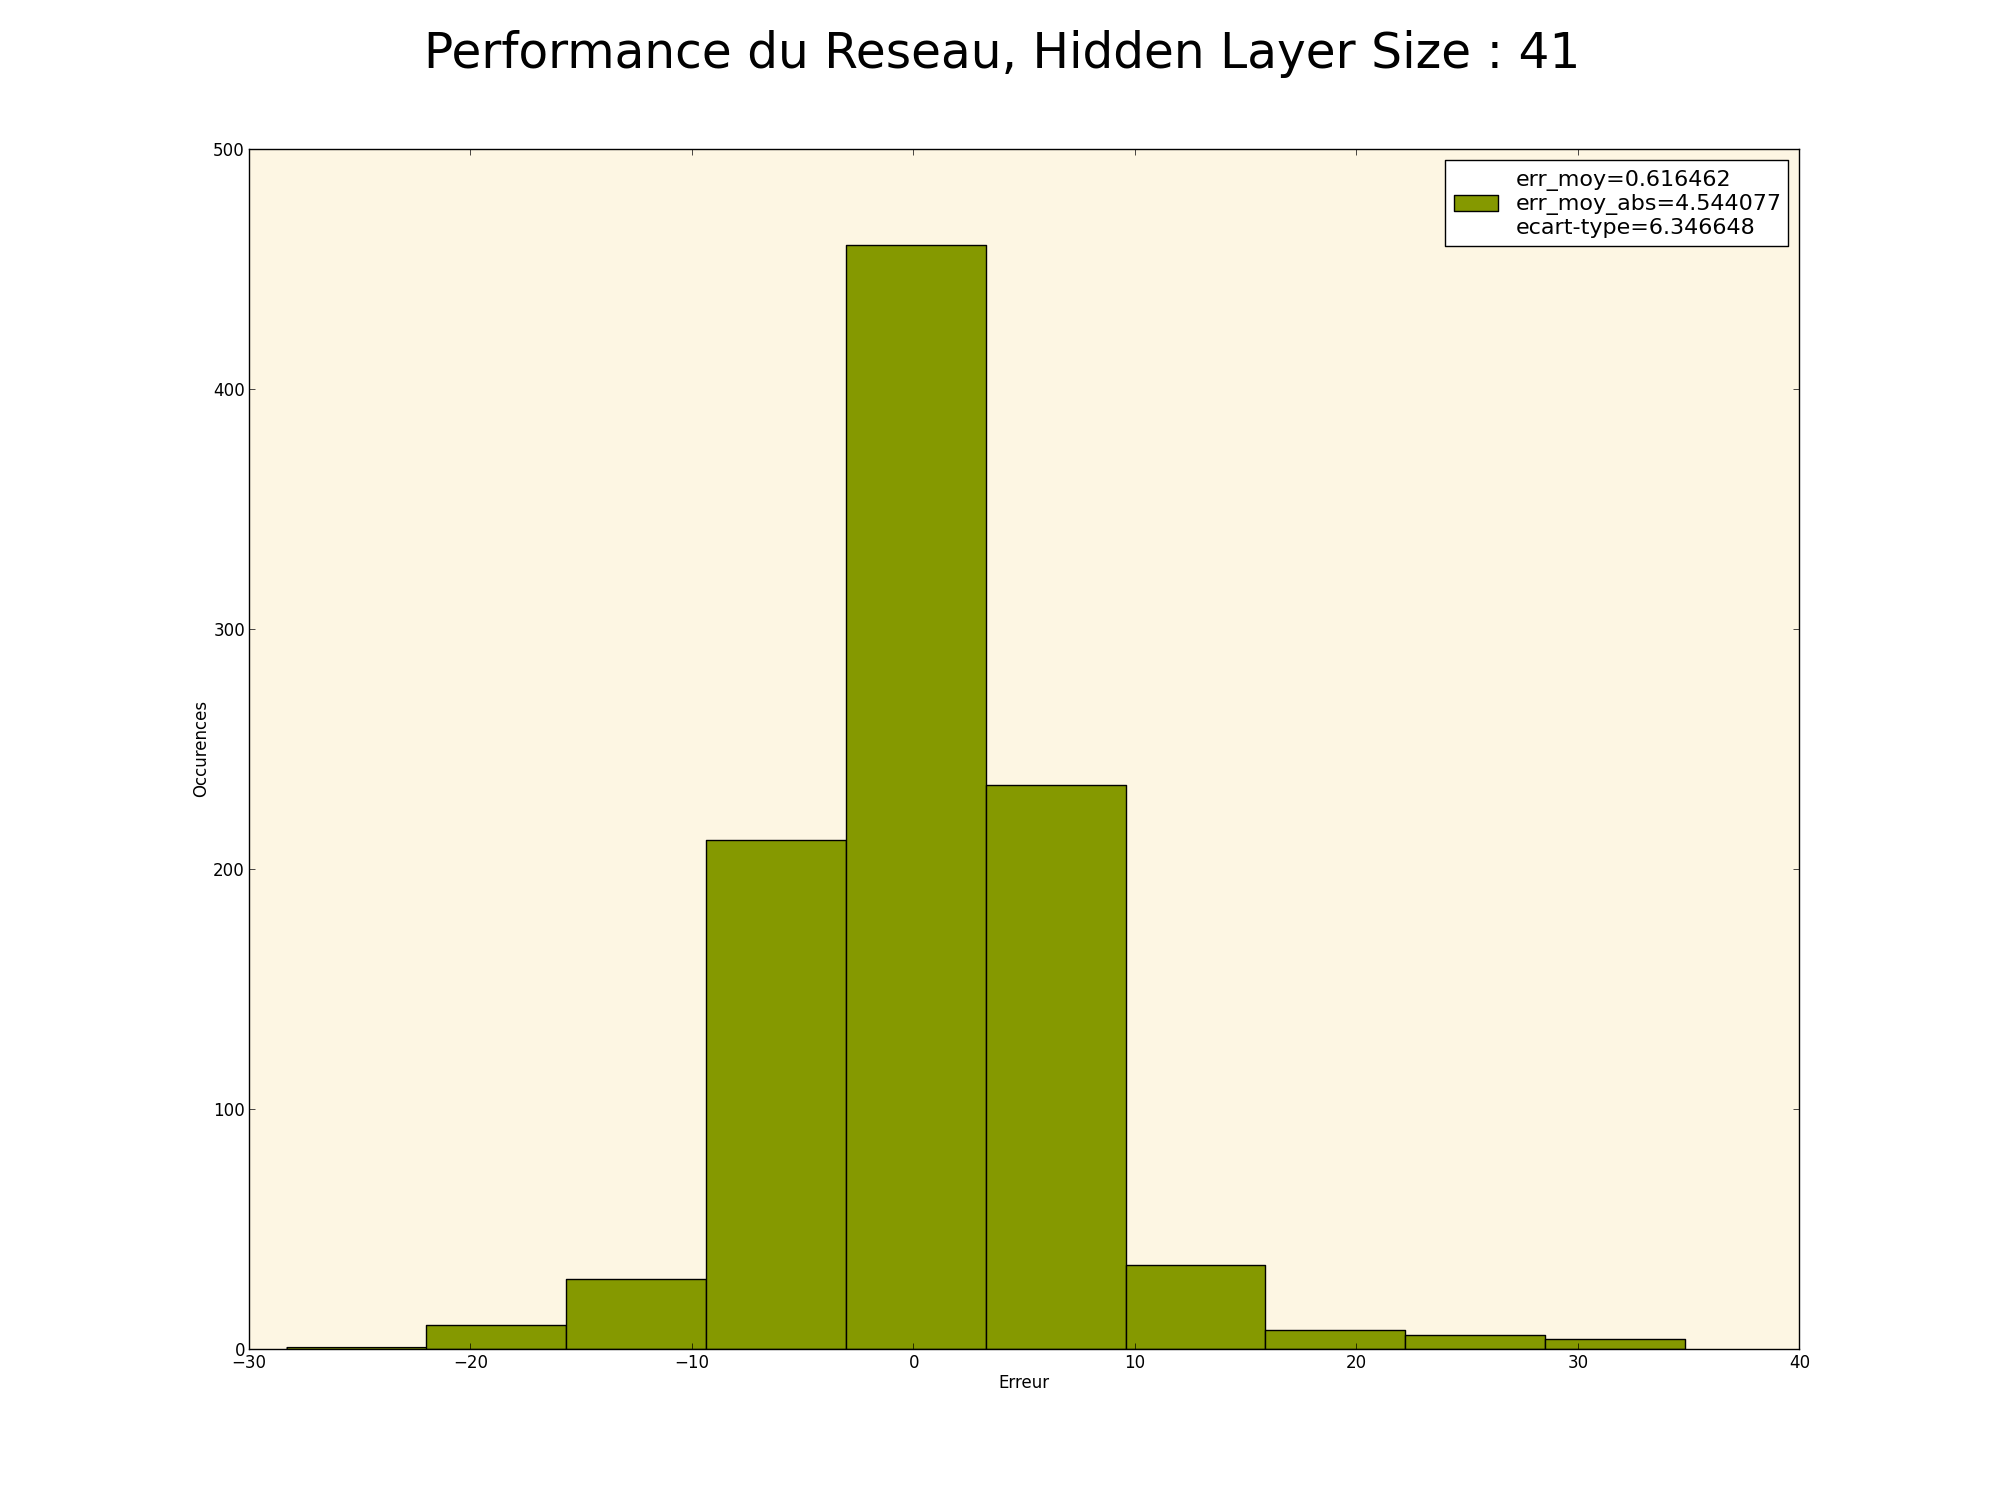 Performance du Reseau, Hidden Layer Size : 41
500
400
300
200
100
0
Occurences
err_moy=0.616462
err_moy_abs=4.544077
ecart-type=6.346648
−30 −20 −10 0 10 20 30 40
Erreur